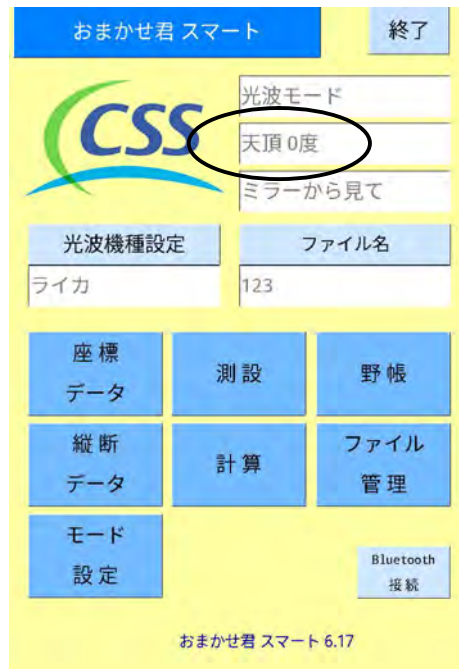 おまかせ君 スマート
終了
CSS
光波モード
天頂 0度
ミラーから見て
光波機種設定
ファイル名
ライカ
123
座 標
データ
測 設
野 帳
縦 断
データ
計 算
ファイル
管 理
モード
設 定
Bluetooth
接 続
おまかせ君 スマート 6.17